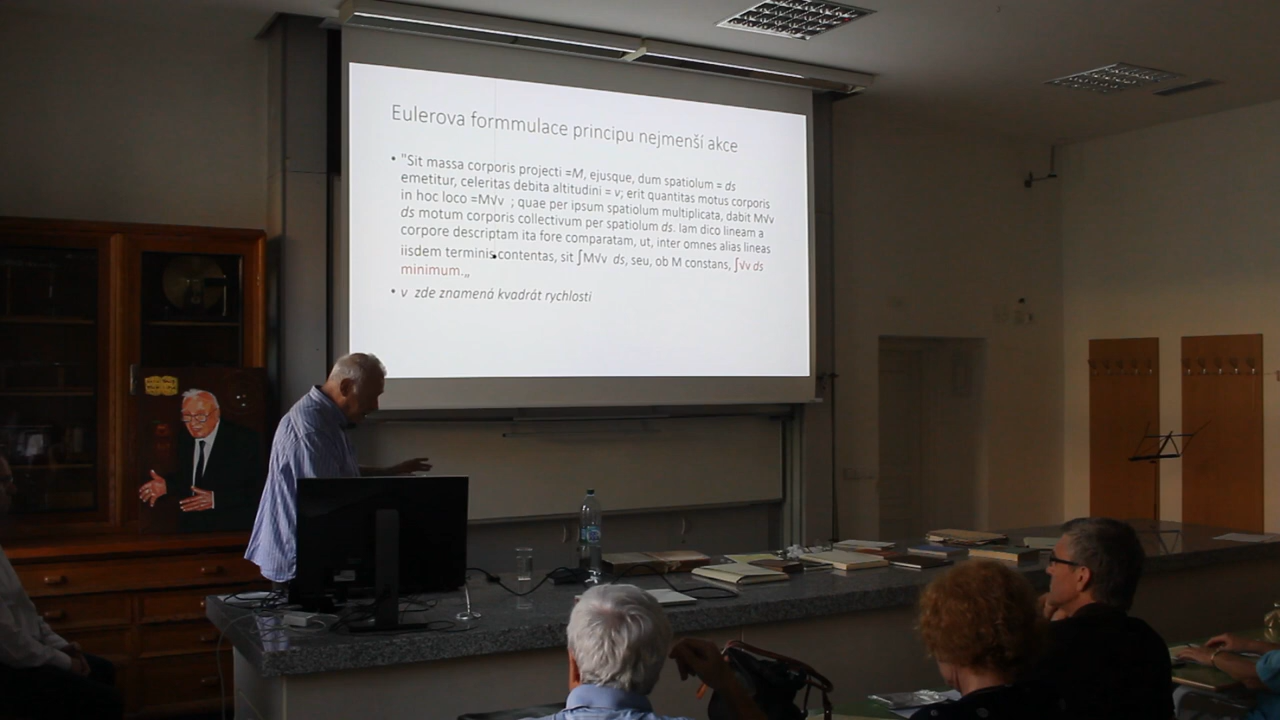 Eulerova formmulace principu nejmenší akce
• "Sit massa corporis projecti =M, ejusque, dum spatiolum = ds
emetitur, celeritas debita altitudini = v; erit quantitas motus corporis
in hoc loco =M√v ; quae per ipsum spatiolum multiplicata, dabit M√v
ds motum corporis collectivum per spatiolum ds. Iam dico lineam a
corpore descriptam ita fore comparatam, ut, inter omnes alias lineas
iisdem terminis contentas, sit ∫M√v ds, seu, ob M constans, ∫√v ds
minimum.„
• v zde znamená kvadrát rychlosti